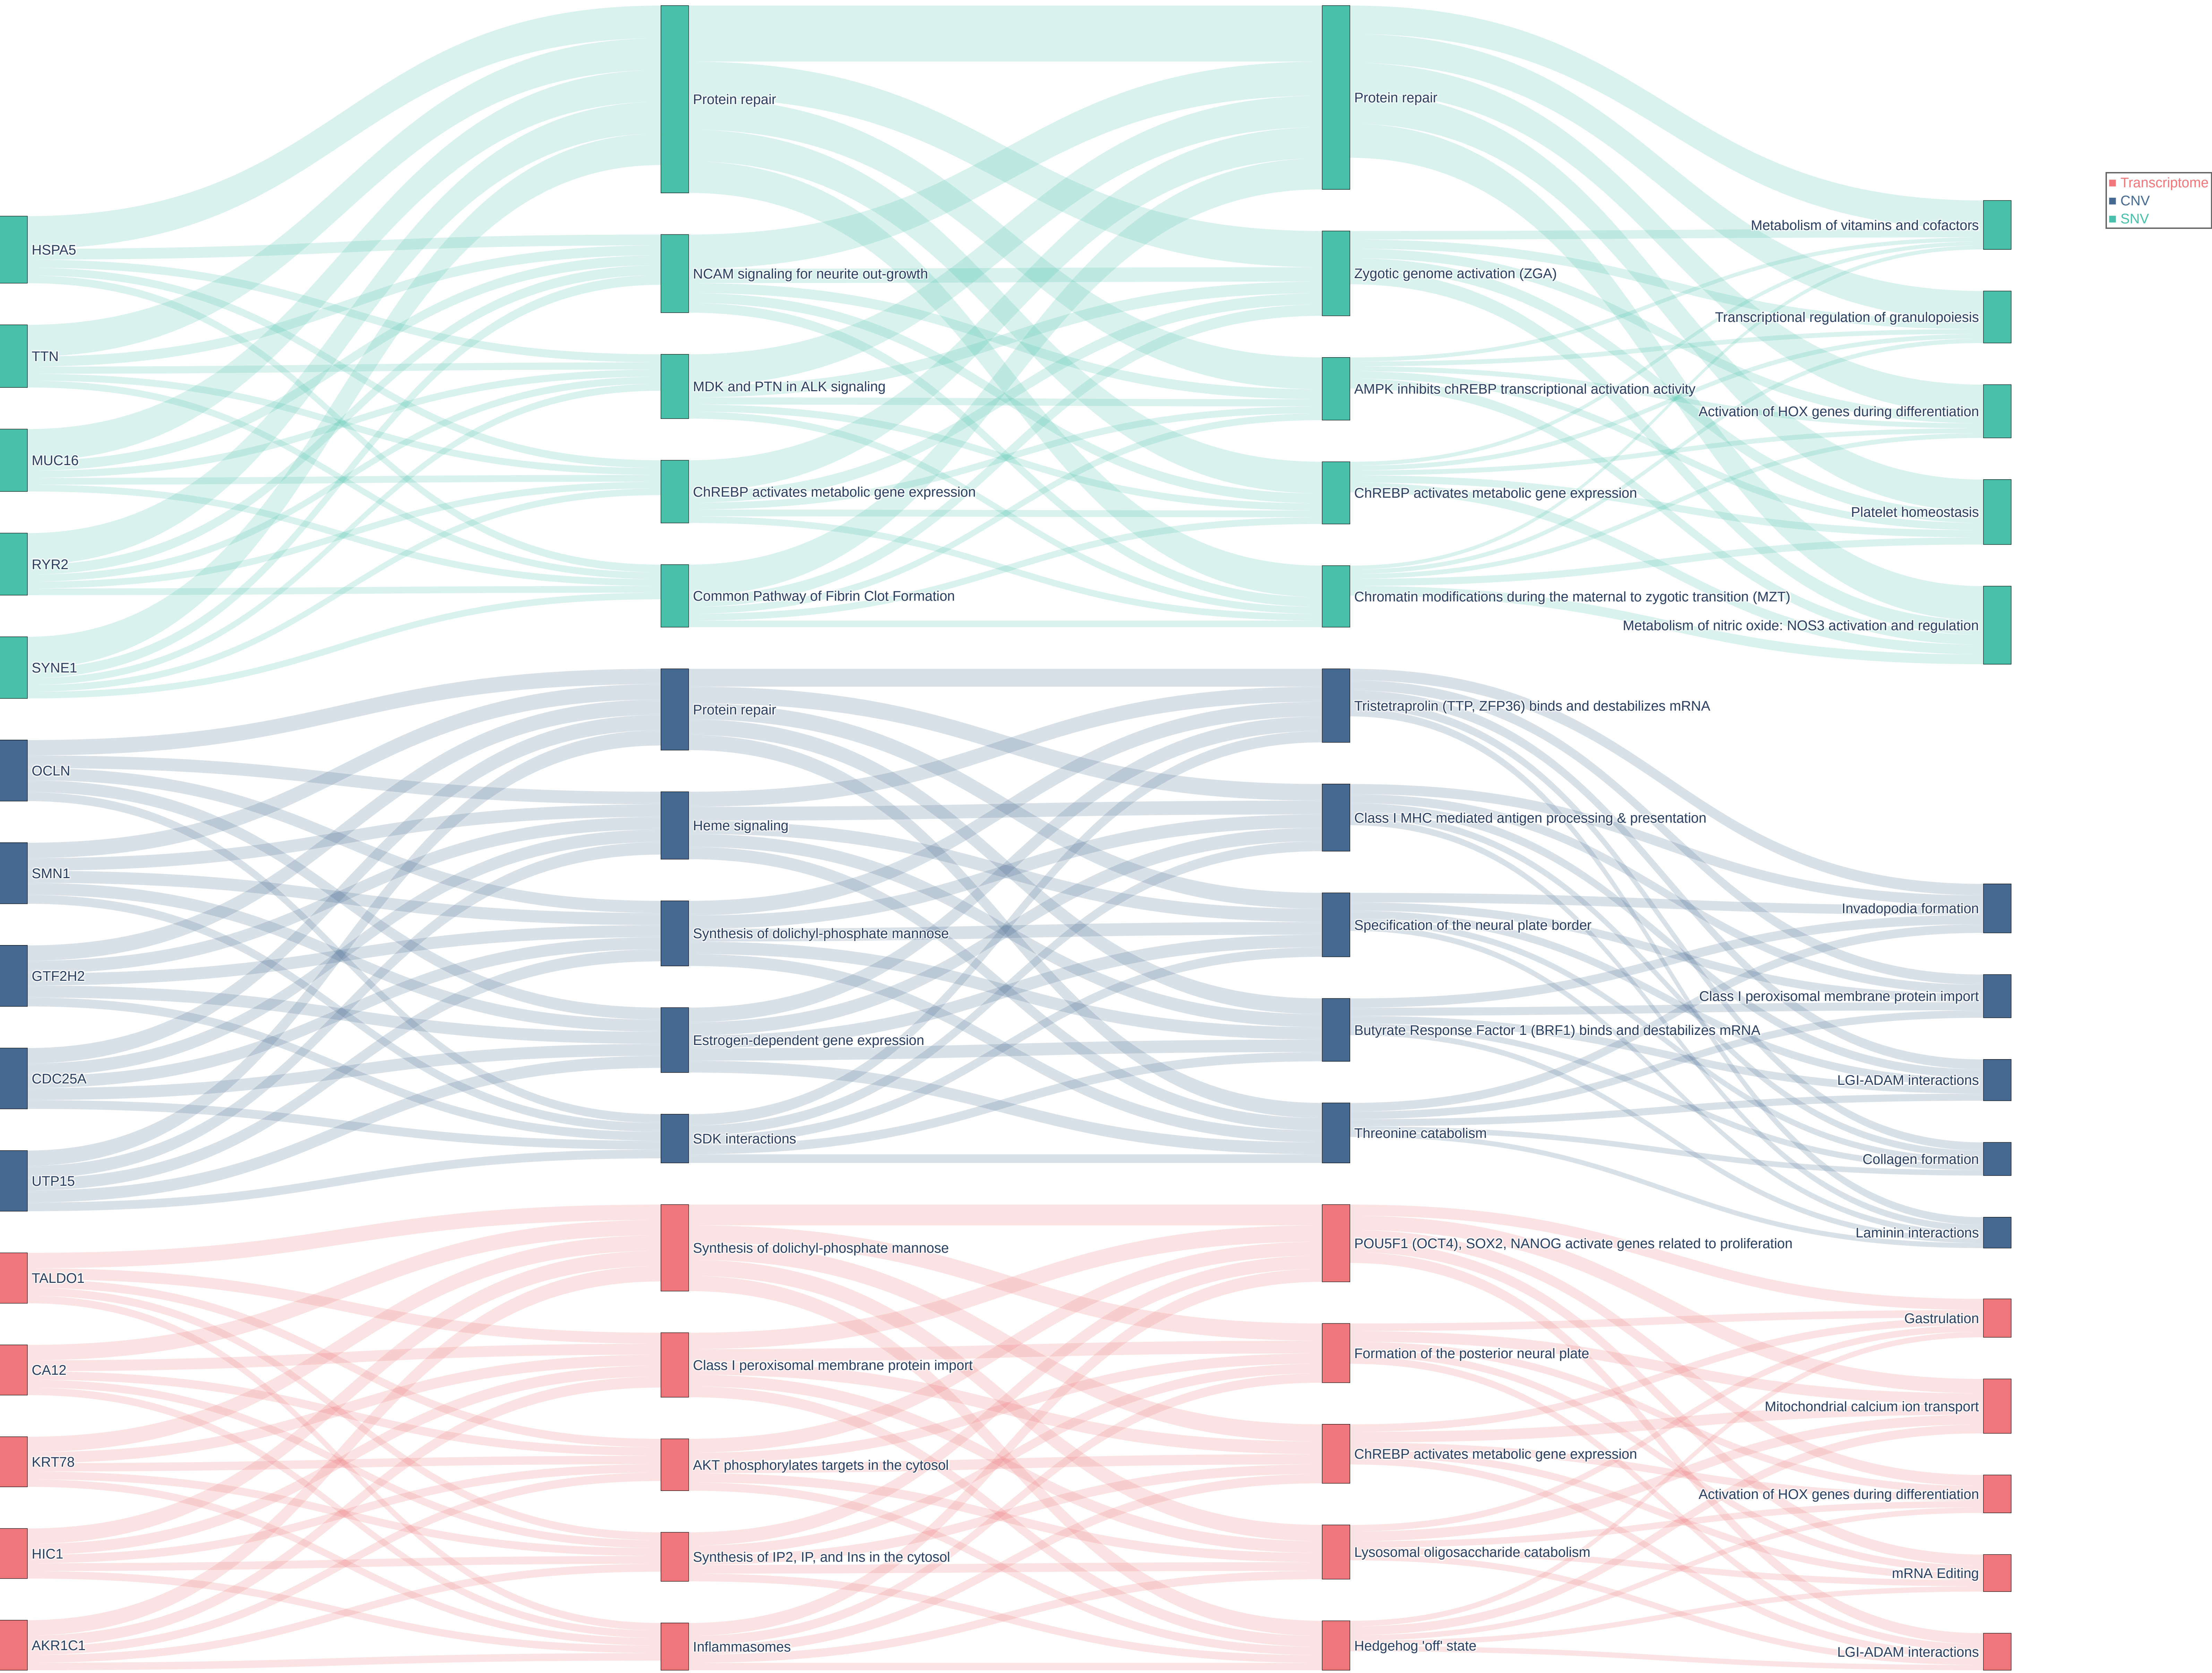 HSPA5
TTN
MUC16
RYR2
SYNE1
OCLN
SMN1
GTF2H2
CDC25A
UTP15
TALDO1
CA12
KRT78
HIC1
AKR1C1
Protein repair
NCAM signaling for neurite out-growth
MDK and PTN in ALK signaling
ChREBP activates metabolic gene expression
Common Pathway of Fibrin Clot Formation
Protein repair
Heme signaling
Synthesis of dolichyl-phosphate mannose
Estrogen-dependent gene expression
SDK interactions
Synthesis of dolichyl-phosphate mannose
Class I peroxisomal membrane protein import
AKT phosphorylates targets in the cytosol
Synthesis of IP2, IP, and Ins in the cytosol
Inflammasomes
Protein repair
Zygotic genome activation (ZGA)
AMPK inhibits chREBP transcriptional activation activity
ChREBP activates metabolic gene expression
Chromatin modifications during the maternal to zygotic transition (MZT)
Tristetraprolin (TTP, ZFP36) binds and destabilizes mRNA
Class I MHC mediated antigen processing & presentation
Specification of the neural plate border
Butyrate Response Factor 1 (BRF1) binds and destabilizes mRNA
Threonine catabolism
POU5F1 (OCT4), SOX2, NANOG activate genes related to proliferation
Formation of the posterior neural plate
ChREBP activates metabolic gene expression
Lysosomal oligosaccharide catabolism
Hedgehog 'off' state
Metabolism of vitamins and cofactors
Transcriptional regulation of granulopoiesis
Activation of HOX genes during differentiation
Platelet homeostasis
Metabolism of nitric oxide: NOS3 activation and regulation
Invadopodia formation
Class I peroxisomal membrane protein import
LGI-ADAM interactions
Collagen formation
Laminin interactions
Gastrulation
Mitochondrial calcium ion transport
Activation of HOX genes during differentiation
mRNA Editing
LGI-ADAM interactions
Transcriptome
CNV
SNV